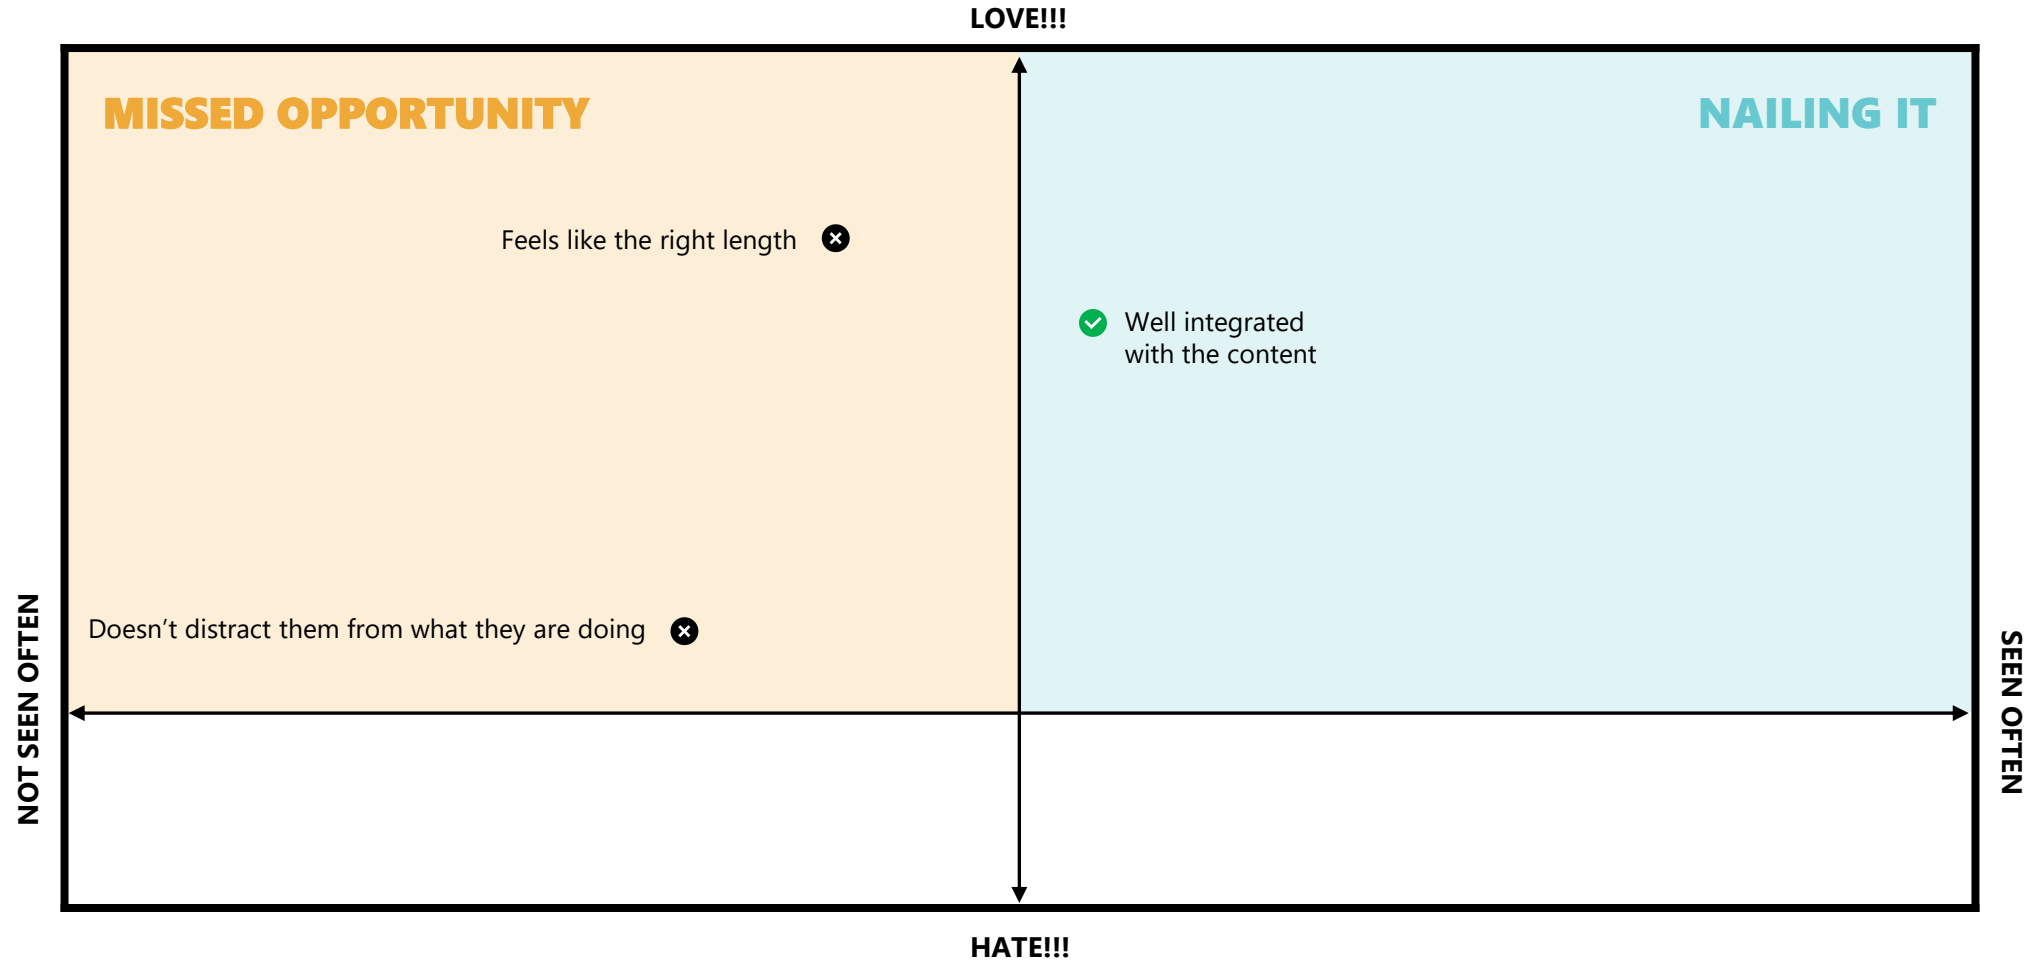 LOVE!!!
MISSED OPPORTUNITY
NAILING IT
Feels like the right length
Well integrated
with the content
Doesn’t distract them from what they are doing
NOT SEEN OFTEN
SEEN OFTEN
HATE!!!